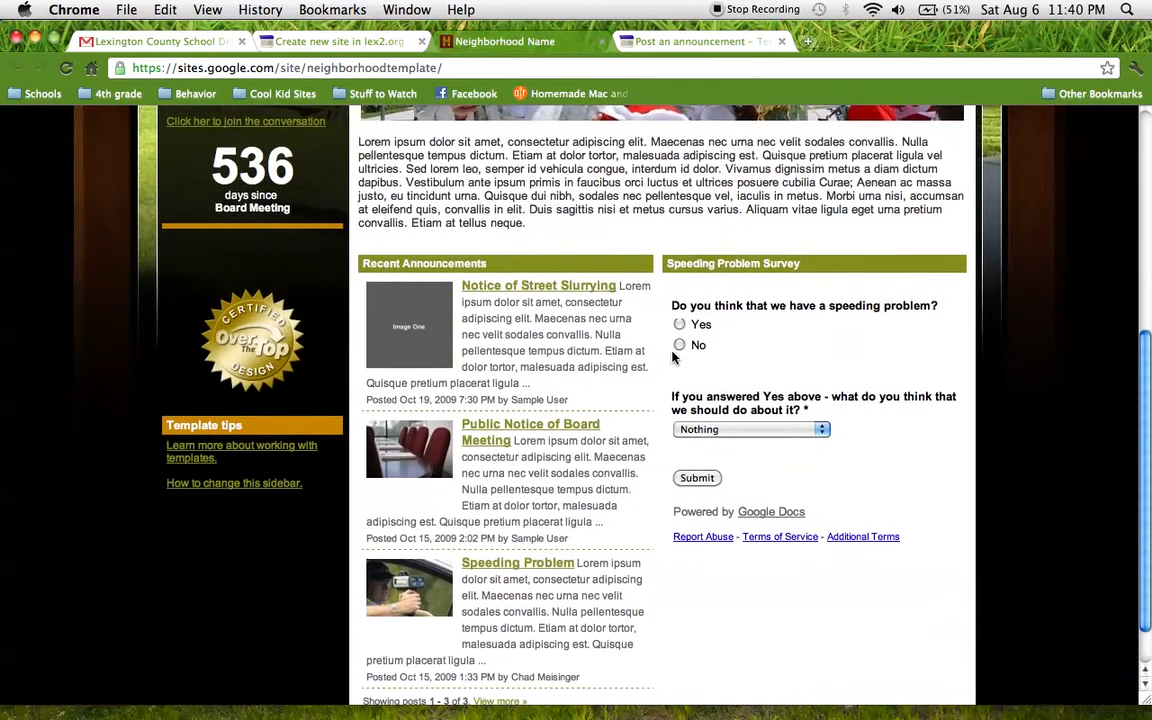 Chrome File Edit View History Bookmarks Window Help Stop Recording (51%) Sat Aug 6 11:40 PM
Lexington County School Di Create new site in lex2.org Neighborhood Name Post an announcement – Te
https://sites.google.com/site/neighborhoodtemplate/
Schools 4th grade Behavior Cool Kid Sites Stuff to Watch Facebook Homemade Mac and Other Bookmarks
Click her to join the conversation
536
days since
Board Meeting
CERTIFIED
Over The Top
DESIGN
Template tips
Learn more about working with
templates.
How to change this sidebar.
Lorem ipsum dolor sit amet, consectetur adipiscing elit. Maecenas nec urna nec velit sodales convallis. Nulla
pellentesque tempus dictum. Etiam at dolor tortor, malesuada adipiscing est. Quisque pretium placerat ligula vel
ultricies. Sed lorem leo, semper id vehicula congue, interdum id dolor. Vivamus dignissim metus a diam dictum
dapibus. Vestibulum ante ipsum primis in faucibus orci luctus et ultrices posuere cubilia Curae; Aenean ac massa
justo, eu tincidunt urna. Quisque dui nibh, sodales nec pellentesque vel, iaculis in metus. Morbi urna nisi, accumsan
at eleifend quis, convallis in elit. Duis sagittis nisi et metus cursus varius. Aliquam vitae ligula eget urna pretium
convallis. Etiam at tellus neque.
Recent Announcements
Image One
Notice of Street Slurrying Lorem
ipsum dolor sit amet, consectetur
adipiscing elit. Maecenas nec urna
nec velit sodales convallis. Nulla
pellentesque tempus dictum. Etiam at
dolor tortor, malesuada adipiscing est.
Quisque pretium placerat ligula ...
Posted Oct 19, 2009 7:30 PM by Sample User
Public Notice of Board
Meeting Lorem ipsum dolor sit amet,
consectetur adipiscing elit. Maecenas
nec urna nec velit sodales convallis.
Nulla pellentesque tempus dictum.
Etiam at dolor tortor, malesuada
adipiscing est. Quisque pretium placerat ligula ...
Posted Oct 15, 2009 2:02 PM by Sample User
Speeding Problem Lorem ipsum
dolor sit amet, consectetur adipiscing
elit. Maecenas nec urna nec velit
sodales convallis. Nulla pellentesque
tempus dictum. Etiam at dolor tortor,
malesuada adipiscing est. Quisque
pretium placerat ligula ...
Posted Oct 15, 2009 1:33 PM by Chad Meisinger
Showing posts 1 - 3 of 3. View more »
Speeding Problem Survey
Do you think that we have a speeding problem?
Yes
No
If you answered Yes above - what do you think that
we should do about it? *
Nothing
Submit
Powered by Google Docs
Report Abuse - Terms of Service - Additional Terms